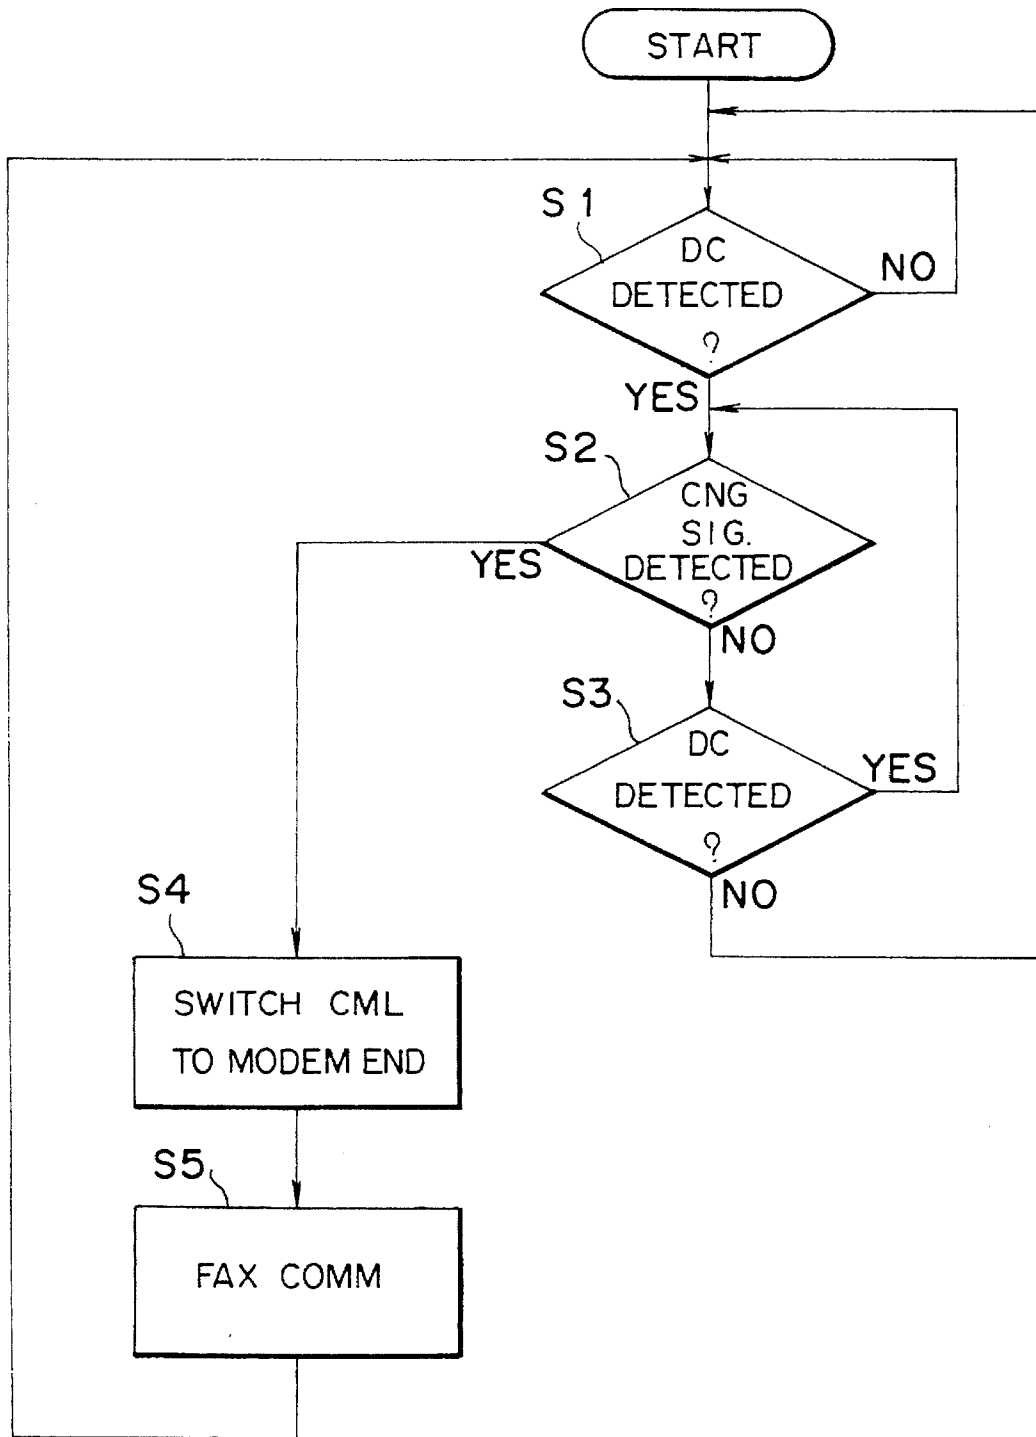 START
S1
DC
DETECTED
?
NO
YES
S2
CNG
SIG.
DETECTED
?
YES
NO
S3
DC
DETECTED
?
YES
NO
S4
SWITCH CML
TO MODEM END
S5
FAX COMM